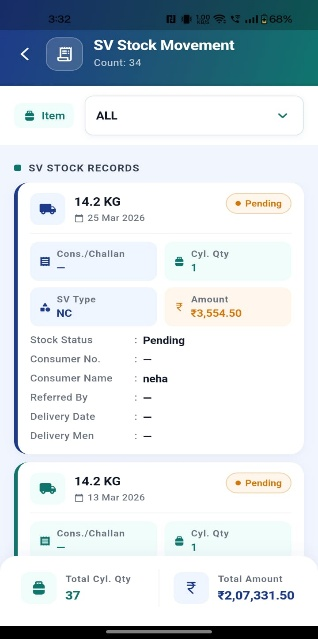 3:32
68%
SV Stock Movement
Count: 34
Item
ALL
SV STOCK RECORDS
14.2 KG
Pending
25 Mar 2026
Cons./Challan
—
Cyl. Qty
1
SV Type
NC
Amount
₹3,554.50
Stock Status : Pending
Consumer No. : —
Consumer Name : neha
Referred By : —
Delivery Date : —
Delivery Men : —
14.2 KG
Pending
13 Mar 2026
Cons./Challan
—
Cyl. Qty
1
Total Cyl. Qty
37
Total Amount
₹2,07,331.50